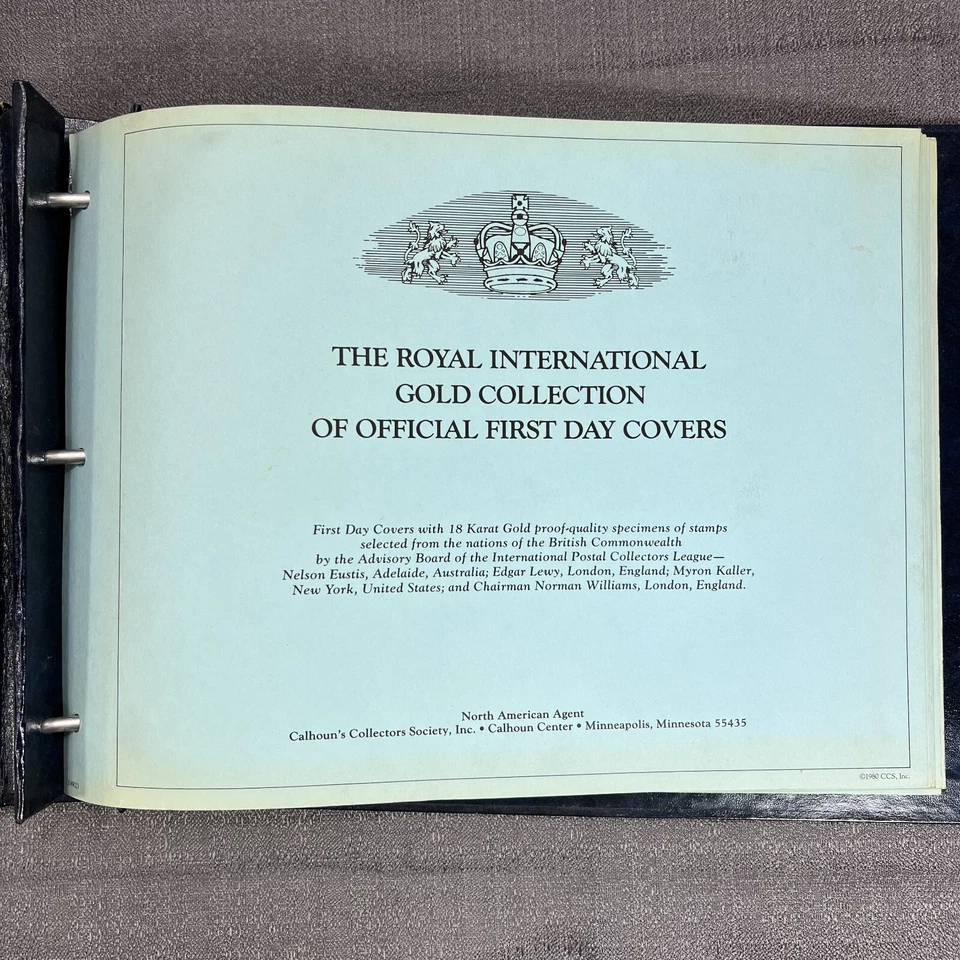 THE ROYAL INTERNATIONAL
GOLD COLLECTION
OF OFFICIAL FIRST DAY COVERS
First Day Covers with 18 Karat Gold proof-quality specimens of stamps
selected from the nations of the British Commonwealth
by the Advisory Board of the International Postal Collectors League—
Nelson Eustis, Adelaide, Australia; Edgar Lewy, London, England; Myron Kaller,
New York, United States; and Chairman Norman Williams, London, England.
North American Agent
Calhoun's Collectors Society, Inc. • Calhoun Center • Minneapolis, Minnesota 55435
©1980 CCS, Inc.